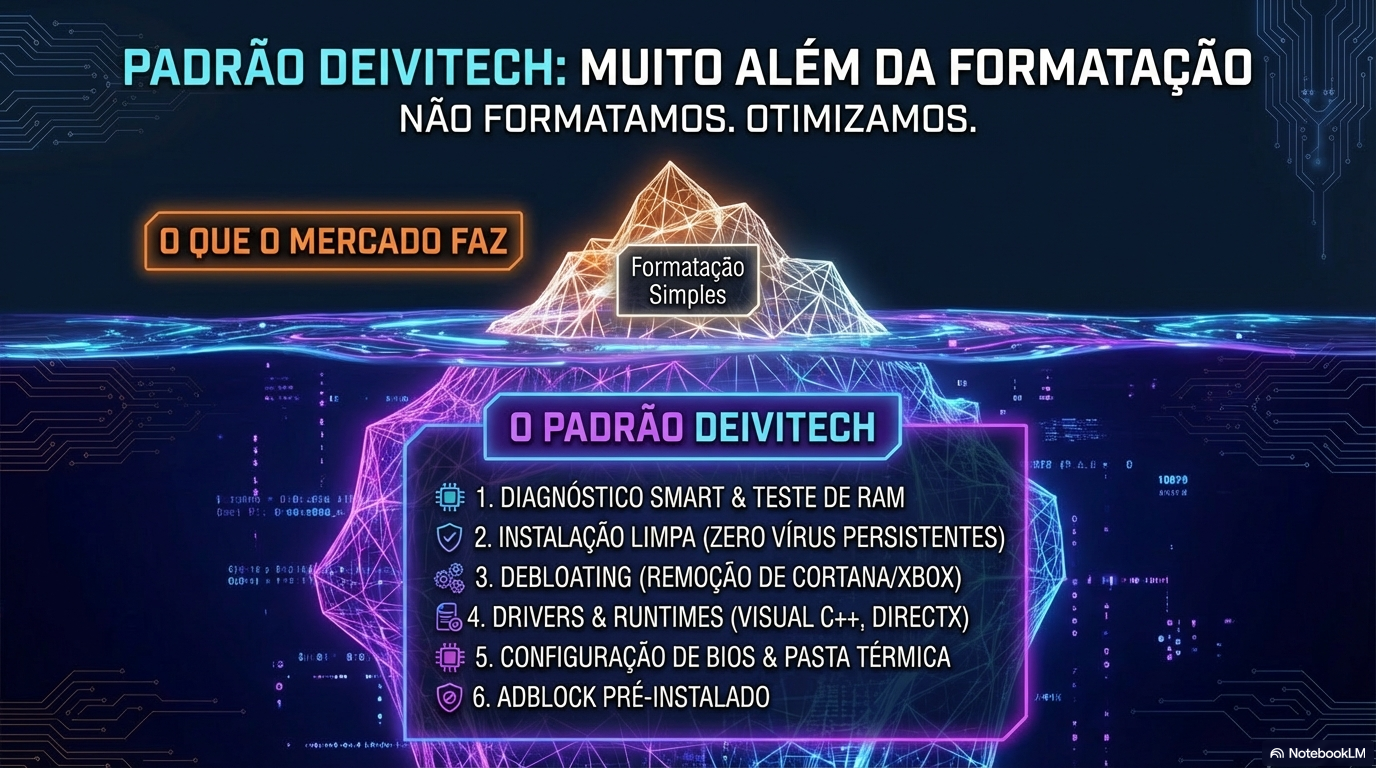 PADRÃO DEIVITECH: MUITO ALÉM DA FORMATAÇÃO
NÃO FORMATAMOS. OTIMIZAMOS.
O QUE O MERCADO FAZ
Formatação
Simples
O PADRÃO DEIVITECH
1. DIAGNÓSTICO SMART & TESTE DE RAM
2. INSTALAÇÃO LIMPA (ZERO VÍRUS PERSISTENTES)
3. DEBLOATING (REMOÇÃO DE CORTANA/XBOX)
4. DRIVERS & RUNTIMES (VISUAL C++, DIRECTX)
5. CONFIGURAÇÃO DE BIOS & PASTA TÉRMICA
6. ADBLOCK PRÉ-INSTALADO
NotebookLM